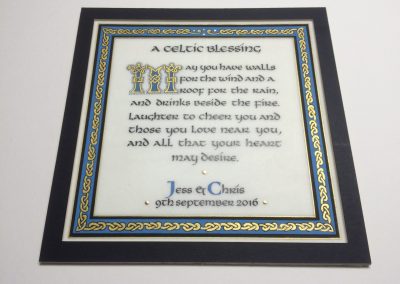 A Celtic Blessing
May you have walls
for the wind and a
roof for the rain,
and drinks beside the fire.
Laughter to cheer you and
those you love near you,
and all that your heart
may desire.
Jess & Chris
9th September 2016